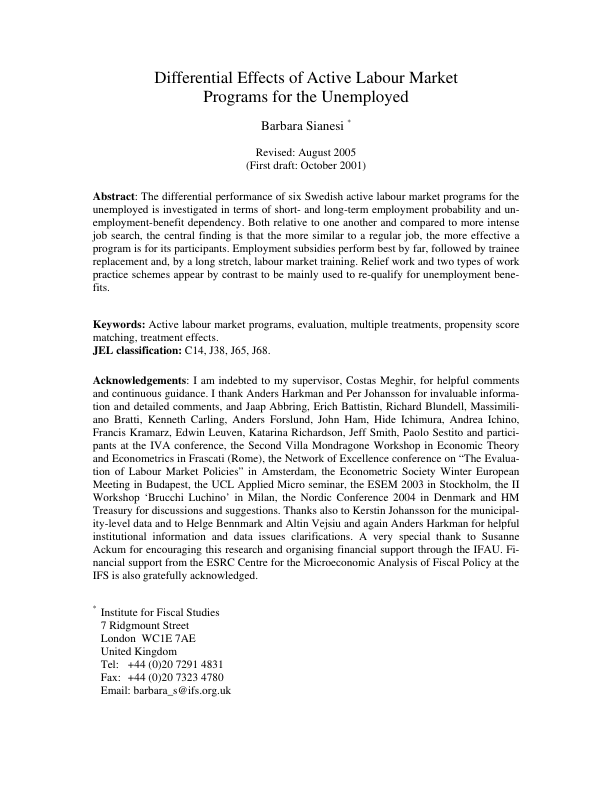 Differential Effects of Active Labour Market
Programs for the Unemployed
Barbara Sianesi *
Revised: August 2005
(First draft: October 2001)
Abstract: The differential performance of six Swedish active labour market programs for the
unemployed is investigated in terms of short- and long-term employment probability and un-
employment-benefit dependency. Both relative to one another and compared to more intense
job search, the central finding is that the more similar to a regular job, the more effective a
program is for its participants. Employment subsidies perform best by far, followed by trainee
replacement and, by a long stretch, labour market training. Relief work and two types of work
practice schemes appear by contrast to be mainly used to re-qualify for unemployment bene-
fits.
Keywords: Active labour market programs, evaluation, multiple treatments, propensity score
matching, treatment effects.
JEL classification: C14, J38, J65, J68.
Acknowledgements: I am indebted to my supervisor, Costas Meghir, for helpful comments
and continuous guidance. I thank Anders Harkman and Per Johansson for invaluable informa-
tion and detailed comments, and Jaap Abbring, Erich Battistin, Richard Blundell, Massimili-
ano Bratti, Kenneth Carling, Anders Forslund, John Ham, Hide Ichimura, Andrea Ichino,
Francis Kramarz, Edwin Leuven, Katarina Richardson, Jeff Smith, Paolo Sestito and partici-
pants at the IVA conference, the Second Villa Mondragone Workshop in Economic Theory
and Econometrics in Frascati (Rome), the Network of Excellence conference on “The Evalua-
tion of Labour Market Policies” in Amsterdam, the Econometric Society Winter European
Meeting in Budapest, the UCL Applied Micro seminar, the ESEM 2003 in Stockholm, the II
Workshop ‘Brucchi Luchino’ in Milan, the Nordic Conference 2004 in Denmark and HM
Treasury for discussions and suggestions. Thanks also to Kerstin Johansson for the municipal-
ity-level data and to Helge Bennmark and Altin Vejsiu and again Anders Harkman for helpful
institutional information and data issues clarifications. A very special thank to Susanne
Ackum for encouraging this research and organising financial support through the IFAU. Fi-
nancial support from the ESRC Centre for the Microeconomic Analysis of Fiscal Policy at the
IFS is also gratefully acknowledged.
* Institute for Fiscal Studies
7 Ridgmount Street
London WC1E 7AE
United Kingdom
Tel: +44 (0)20 7291 4831
Fax: +44 (0)20 7323 4780
Email: barbara_s@ifs.org.uk